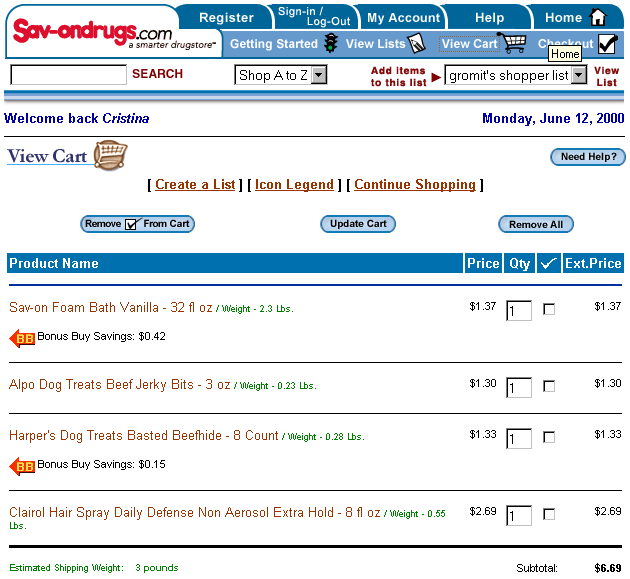 Sav-ondrugs.com
a smarter drugstore™
Register
Sign-in / Log-Out
My Account
Help
Home
Getting Started
View Lists
View Cart
Checkout
Home
SEARCH
Shop A to Z
Add items to this list
gromit's shopper list
View List
Welcome back Cristina
Monday, June 12, 2000
View Cart
Need Help?
[ Create a List ] [ Icon Legend ] [ Continue Shopping ]
Remove From Cart
Update Cart
Remove All
Product Name Price Qty Ext.Price
Sav-on Foam Bath Vanilla - 32 fl oz / Weight - 2.3 Lbs. $1.37 1 $1.37
BB Bonus Buy Savings: $0.42
Alpo Dog Treats Beef Jerky Bits - 3 oz / Weight - 0.23 Lbs. $1.30 1 $1.30
Harper's Dog Treats Basted Beefhide - 8 Count / Weight - 0.28 Lbs. $1.33 1 $1.33
BB Bonus Buy Savings: $0.15
Clairol Hair Spray Daily Defense Non Aerosol Extra Hold - 8 fl oz / Weight - 0.55 $2.69 1 $2.69
Lbs.
Estimated Shipping Weight: 3 pounds Subtotal: $6.69